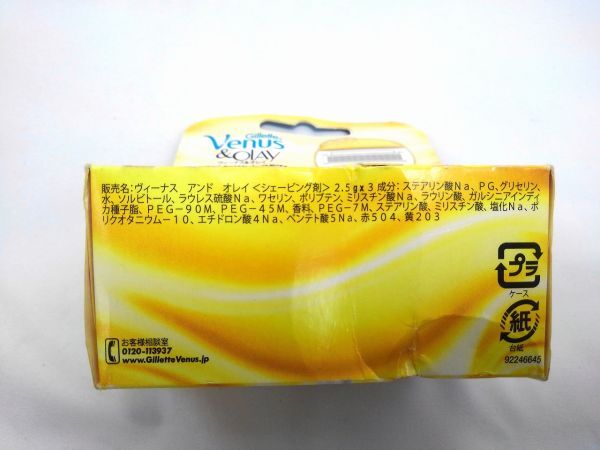 Gillette
Venus
&OLAY
販売名:ヴィーナス アンド オレイ<シェービング剤> 2.5g×3 成分: ステアリン酸Na、PG、グリセリン、
水、ソルビトール、ラウレス硫酸Na、ワセリン、ポリブテン、ミリスチン酸Na、ラウリン酸、ガルシニアインディ
カ種子脂、PEG-90M、PEG-45M、香料、PEG-7M、ステアリン酸、ミリスチン酸、塩化Na、ポ
リクオタニウム-10、エチドロン酸4Na、ペンテト酸5Na、赤504、黄203
プラ
ケース
紙
台紙
お客様相談室
0120-113937
www.GilletteVenus.jp
92246645